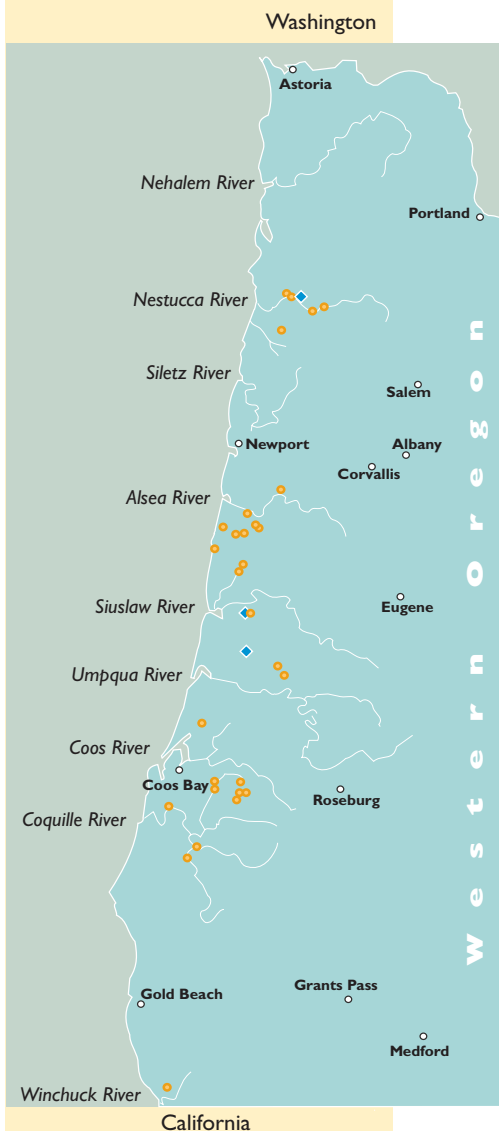 Washington
Astoria
Nehalem River
Portland
Nestucca River
Siletz River
Salem
Newport
Albany
Corvallis
Alsea River
Siuslaw River
Eugene
Umpqua River
Coos River
Coos Bay
Roseburg
Coquille River
western oregon
Gold Beach
Grants Pass
Medford
Winchuck River
California